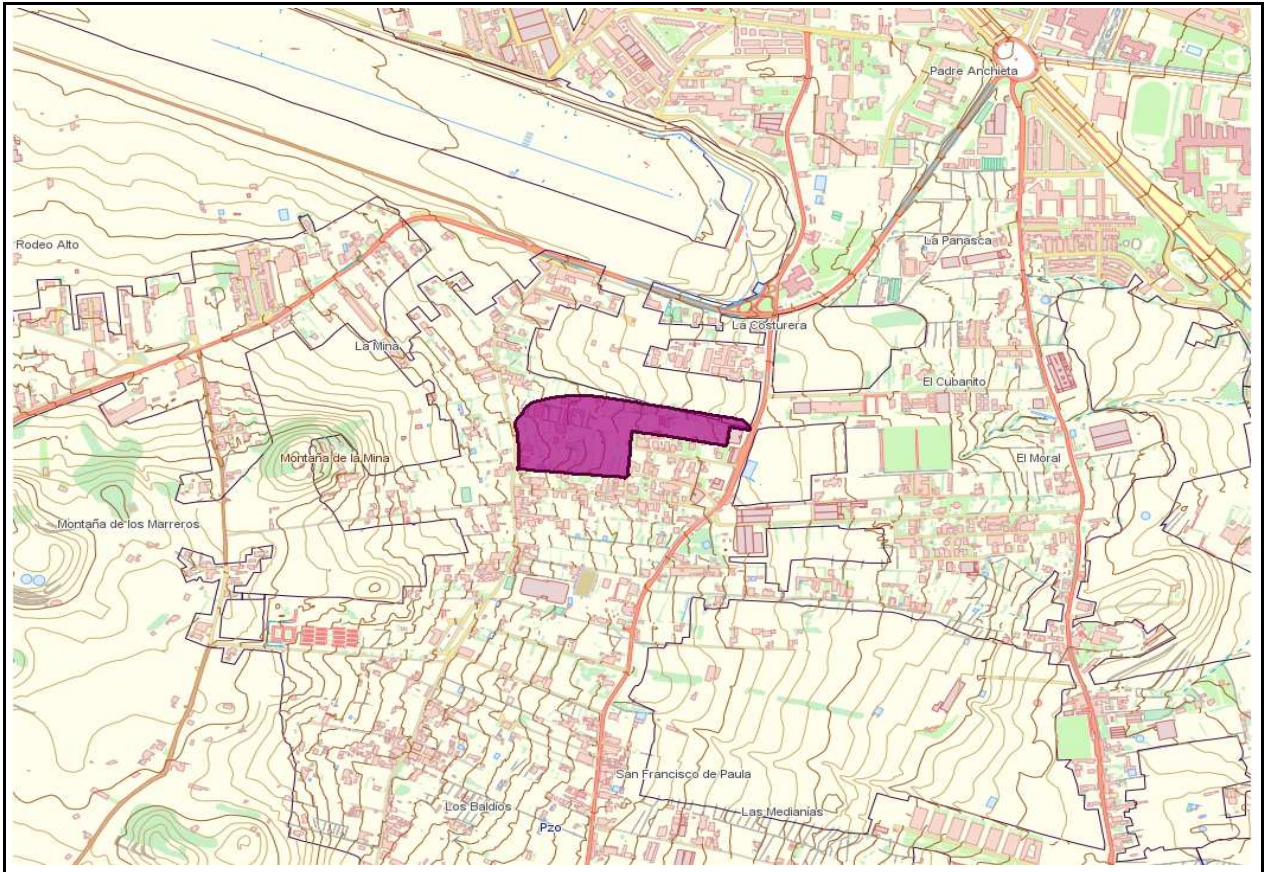 Padre Anchieta
Rodeo Alto
La Panasca
La Costurera
La Mina
El Cubanito
Montaña de la Mina
El Moral
Montaña de los Marreros
San Francisco de Paula
Los Baldíos
Las Medianías
Pzo